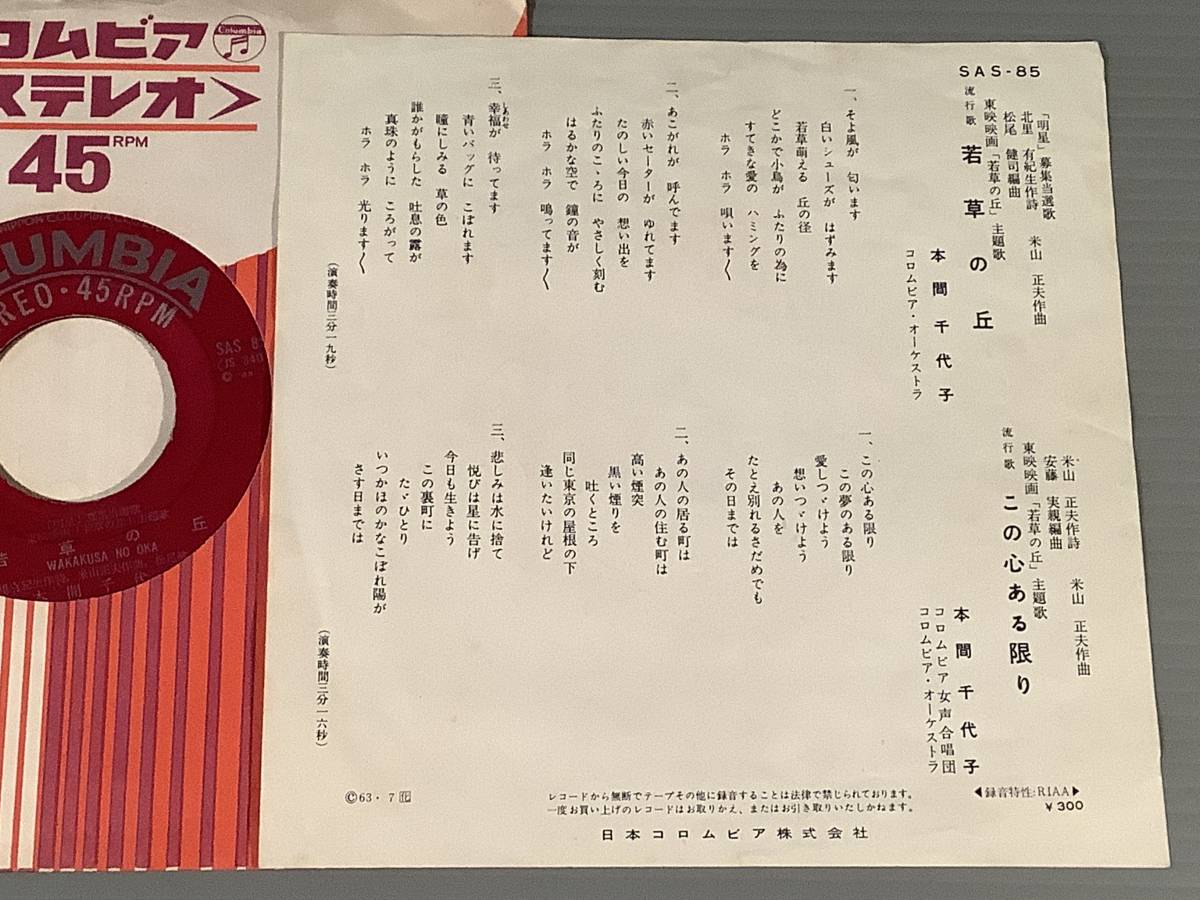 コロムビア
Columbia
ステレオ>
45 RPM
NIPPON COLUMBIA
COLUMBIA
STEREO・45RPM
SAS 8
若草の丘
WAKAKUSA NO OKA
本間千代
SAS-85
「明星」募集当選歌
北里 有紀生作詩 米山 正夫作曲
松尾 健司編曲
東映映画「若草の丘」主題歌
流行歌 若草の丘
本間千代子
コロムビア・オーケストラ
一、そよ風が 匂います
白いシューズが はずみます
若草萌える 丘の径
どこかで小鳥が ふたりの為に
すてきな愛の ハミングを
ホラ ホラ 唄います〳〵
二、あこがれが 呼んでます
赤いセーターが ゆれてます
たのしい今日の 想い出を
ふたりのこゝろに やさしく刻む
はるかな空で 鐘の音が
ホラ ホラ 鳴ってます〳〵
三、幸福が 待ってます
しあわせ
青いバッグに こぼれます
瞳にしみる 草の色
誰かがもらした 吐息の露が
真珠のように ころがって
ホラ ホラ 光ります〳〵
(演奏時間三分一九秒)
米山 正夫作詩 米山 正夫作曲
安藤 実親編曲
東映映画「若草の丘」主題歌
流行歌 この心ある限り
本間千代子
コロムビア女声合唱団
コロムビア・オーケストラ
一、この心ある限り
この夢のある限り
愛しつゞけよう
想いつゞけよう
あの人を
たとえ別れるさだめでも
その日までは
二、あの人の居る町は
あの人の住む町は
高い煙突
黒い煙りを
吐くところ
同じ東京の屋根の下
逢いたいけれど
三、悲しみは水に捨て
悦びは星に告げ
今日も生きよう
この裏町に
たゞひとり
いつかほのかなこぼれ陽が
さす日までは
(演奏時間三分一六秒)
©63・7
レコードから無断でテープその他に録音することは法律で禁じられております。
一度お買い上げのレコードはお取りかえ、またはお引き取りいたしかねます。
日本コロムビア株式会社
◀録音特性:RIAA▶
¥300